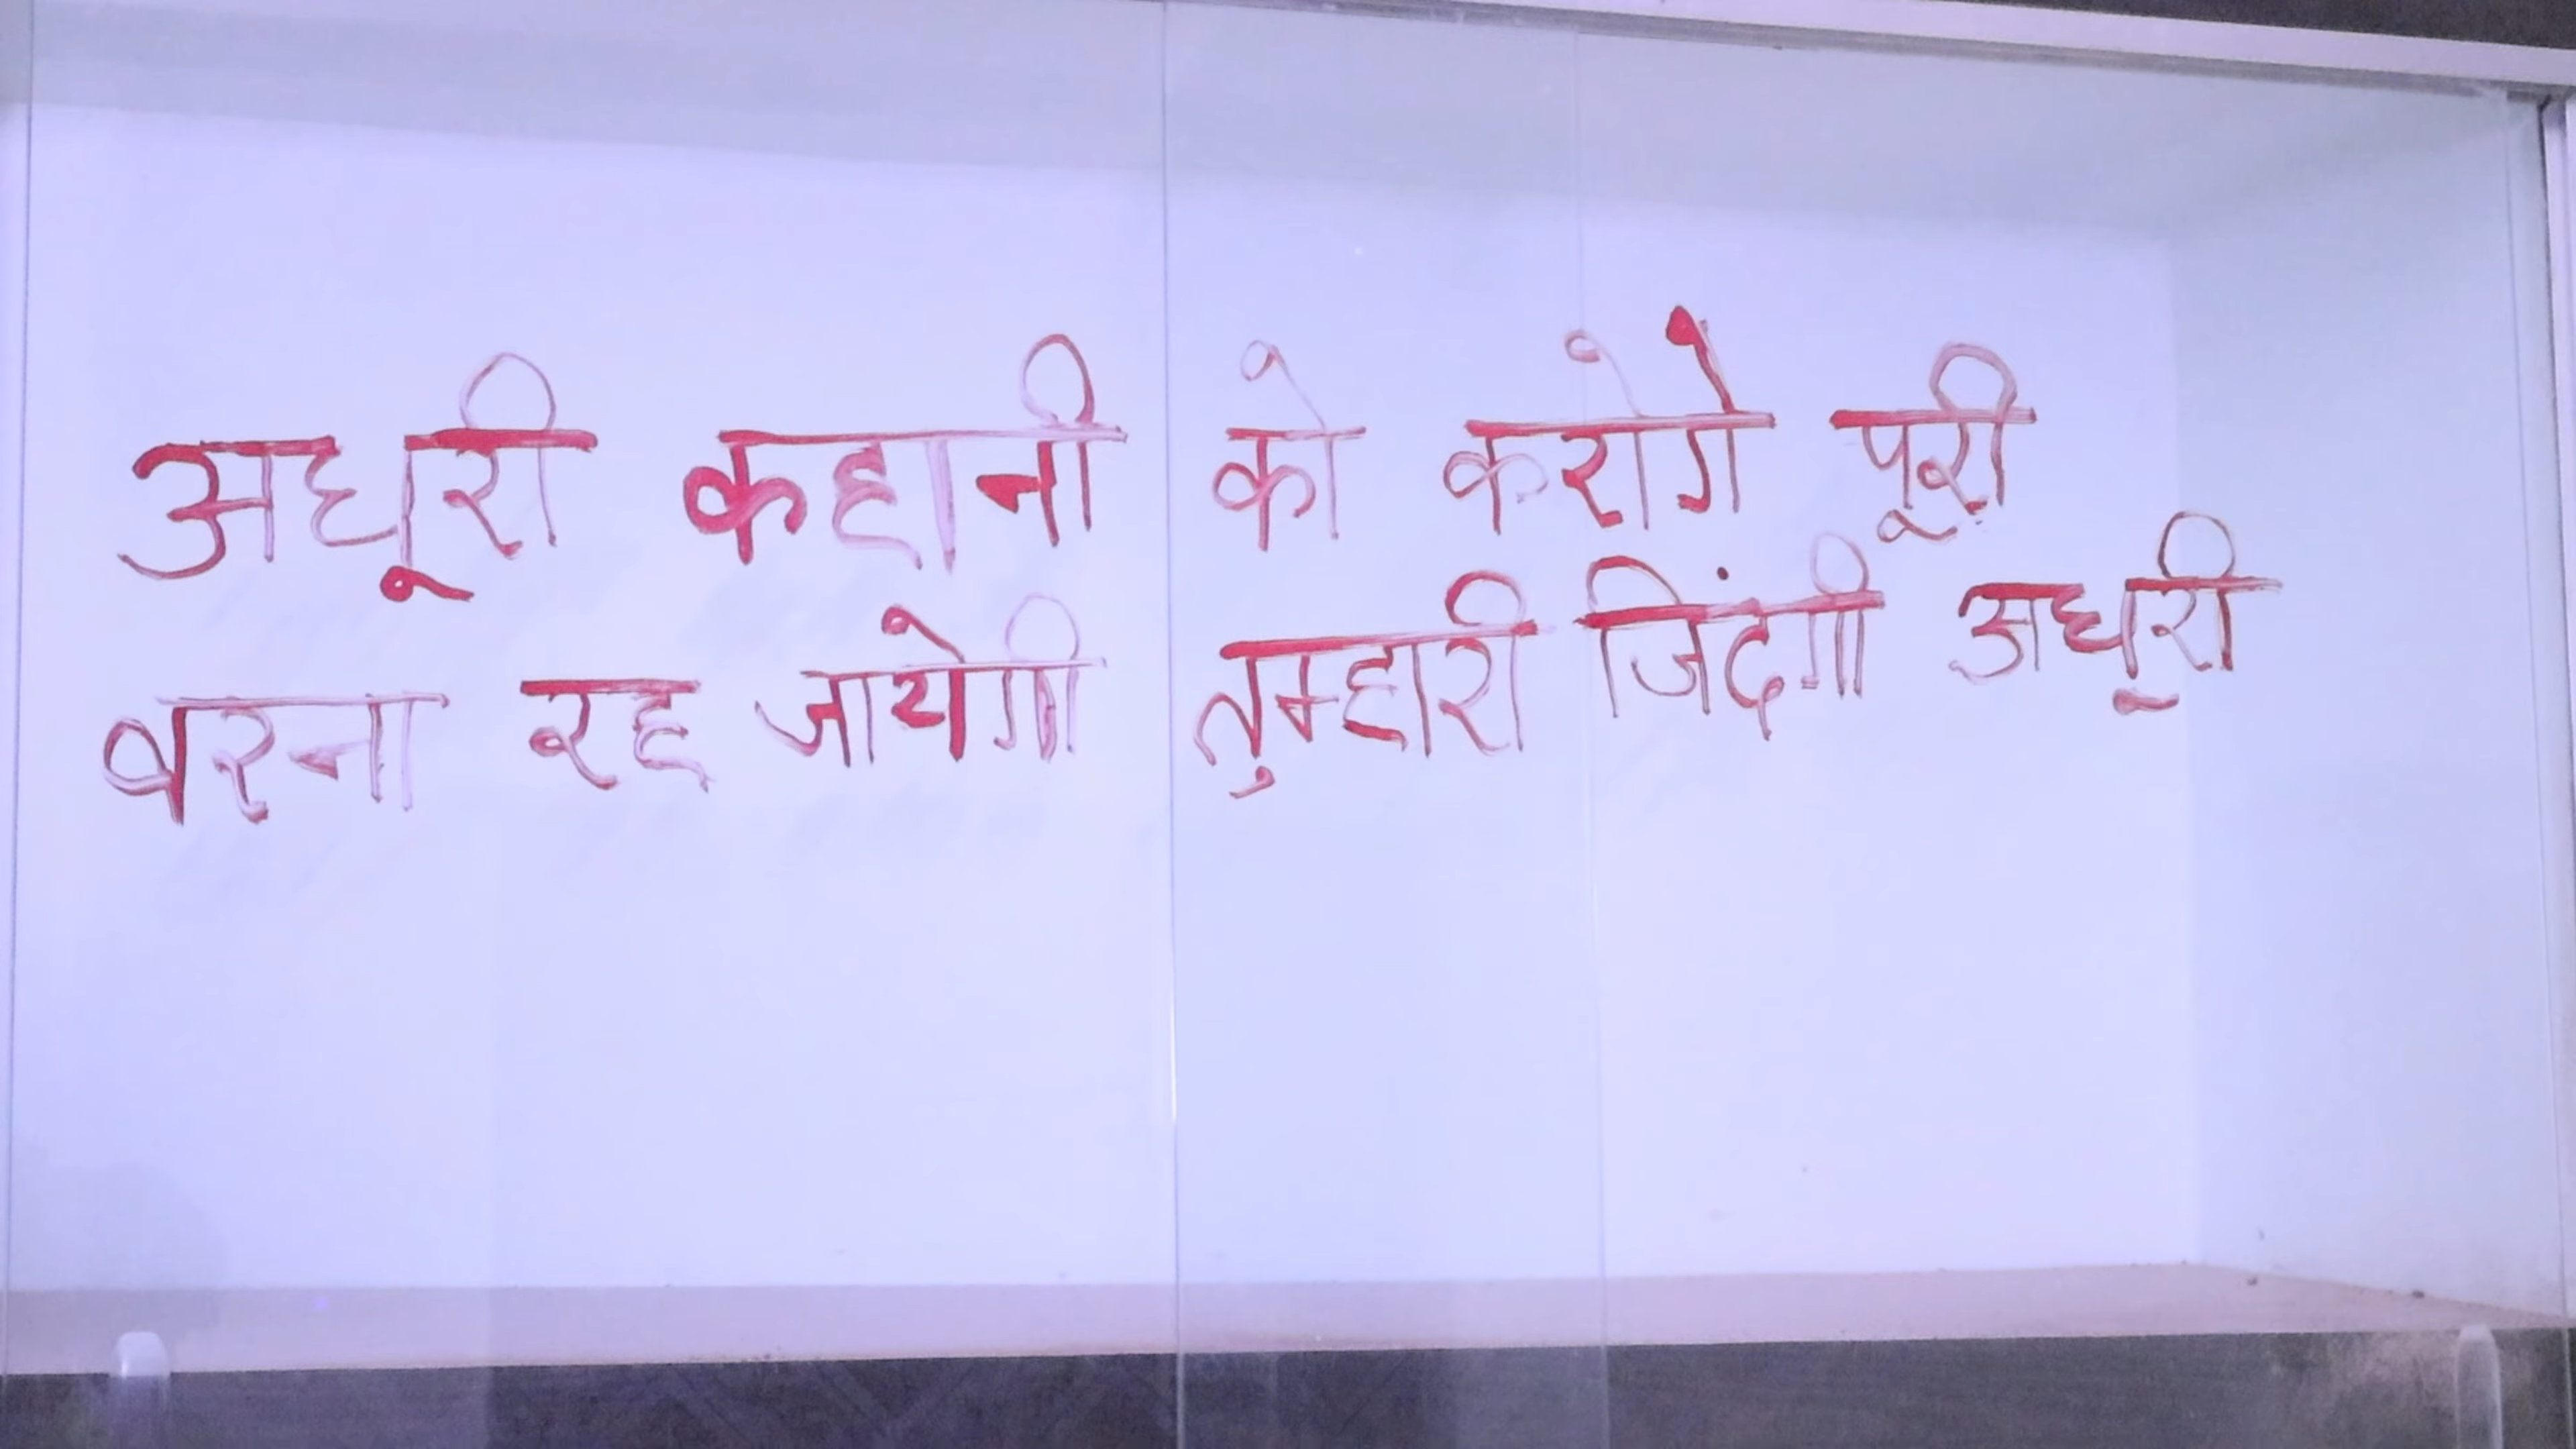 अधूरी कहानी को करोगे पूरी
वरना रह जायेगी तुम्हारी जिंदगी अधूरी